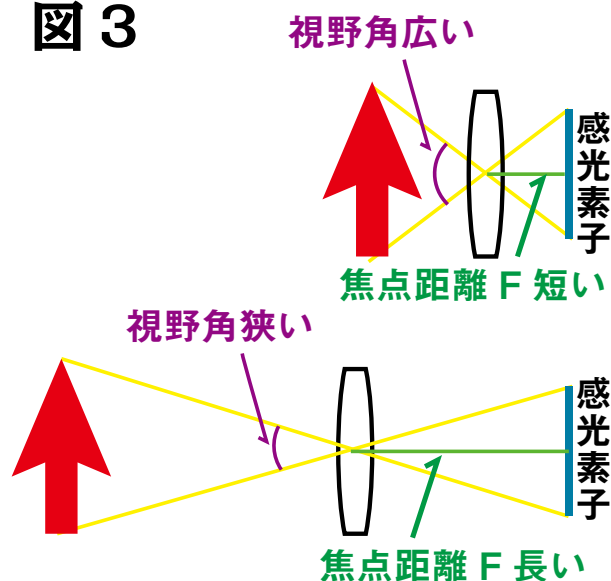 図３
視野角広い
感光素子
焦点距離 F 短い
視野角狭い
感光素子
焦点距離 F 長い